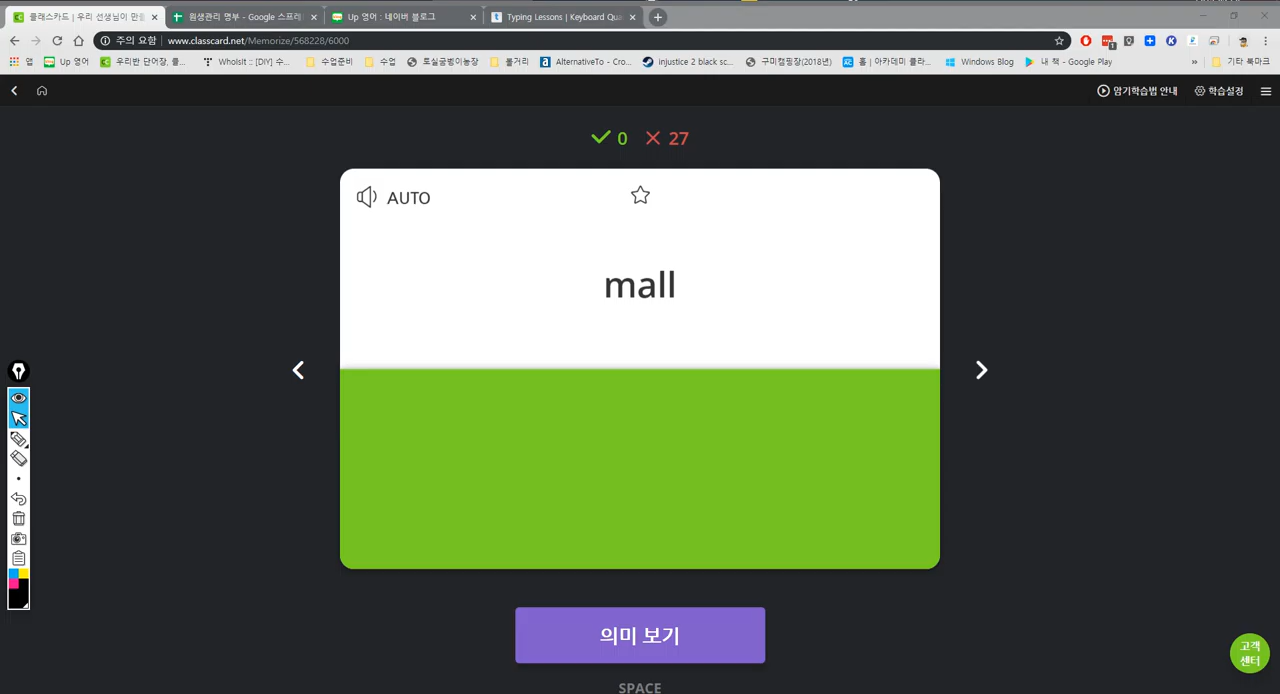 클래스카드 | 우리 선생님이 만든
원생관리 명부 - Google 스프레
Up 영어 : 네이버 블로그
Typing Lessons | Keyboard Qua
주의 요함 | www.classcard.net/Memorize/568228/6000
앱
Up 영어
우리반 단어장, 클...
WhoIst :: [DIY] 수...
수업준비
수업
토실궁벵이농장
볼거리
AlternativeTo - Cro...
injustice 2 black sc...
구미캠핑장(2018년)
홈 | 아카데미 클라...
Windows Blog
내 책 - Google Play
»
기타 북마크
암기학습법 안내
학습설정
0
27
AUTO
mall
의미 보기
SPACE
고객
센터